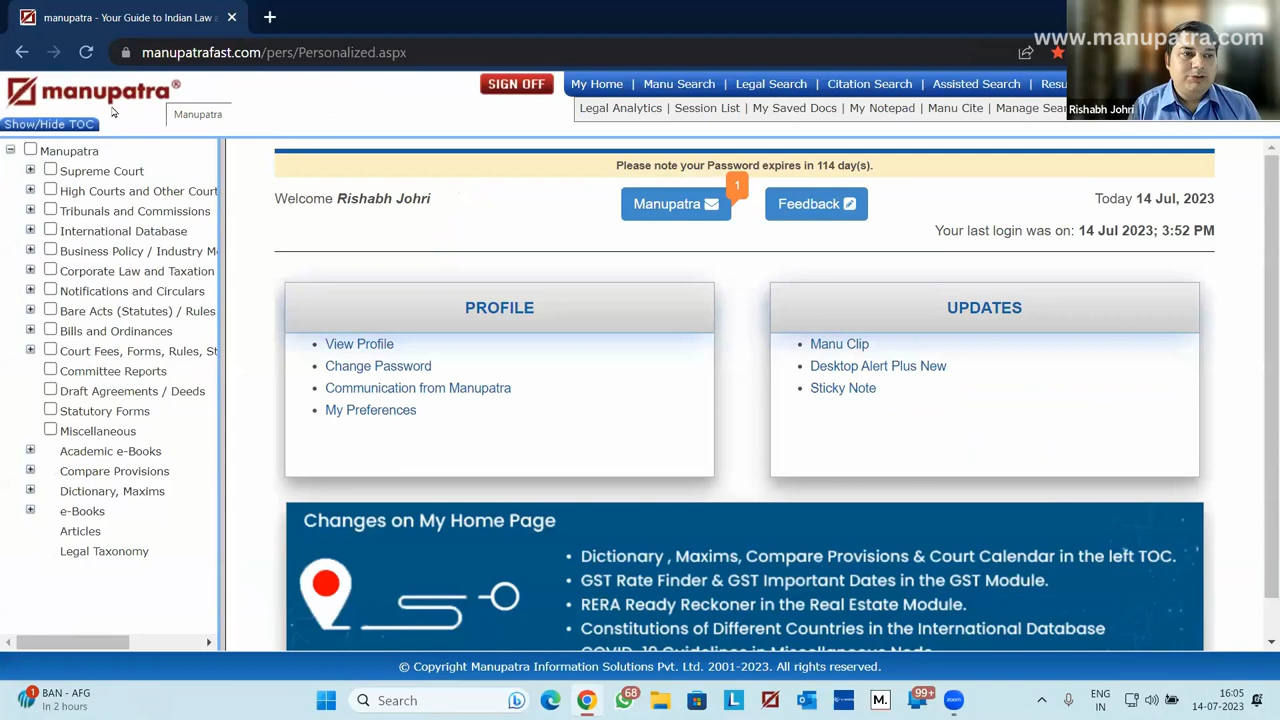 manupatra - Your Guide to Indian Law a
www.manupatra.com
manupatrafast.com/pers/Personalized.aspx
Rishabh Johri
manupatra®
SIGN OFF
My Home | Manu Search | Legal Search | Citation Search | Assisted Search | Resu
Legal Analytics | Session List | My Saved Docs | My Notepad | Manu Cite | Manage Sea
Manupatra
Show/Hide TOC
Manupatra
Supreme Court
High Courts and Other Court
Tribunals and Commissions
International Database
Business Policy / Industry M
Corporate Law and Taxation
Notifications and Circulars
Bare Acts (Statutes) / Rules
Bills and Ordinances
Court Fees, Forms, Rules, St
Committee Reports
Draft Agreements / Deeds
Statutory Forms
Miscellaneous
Academic e-Books
Compare Provisions
Dictionary, Maxims
e-Books
Articles
Legal Taxonomy
Please note your Password expires in 114 day(s).
Welcome Rishabh Johri
Manupatra
1
Feedback
Today 14 Jul, 2023
Your last login was on: 14 Jul 2023; 3:52 PM
PROFILE
• View Profile
• Change Password
• Communication from Manupatra
• My Preferences
UPDATES
• Manu Clip
• Desktop Alert Plus New
• Sticky Note
Changes on My Home Page
• Dictionary , Maxims, Compare Provisions & Court Calendar in the left TOC.
• GST Rate Finder & GST Important Dates in the GST Module.
• RERA Ready Reckoner in the Real Estate Module.
• Constitutions of Different Countries in the International Database
COVID-19 Guidelines in Miscellaneous Node
© Copyright Manupatra Information Solutions Pvt. Ltd. 2001-2023. All rights reserved.
1
BAN - AFG
In 2 hours
Search
L
68
M.
99+
zoom
ENG
IN
16:05
14-07-2023